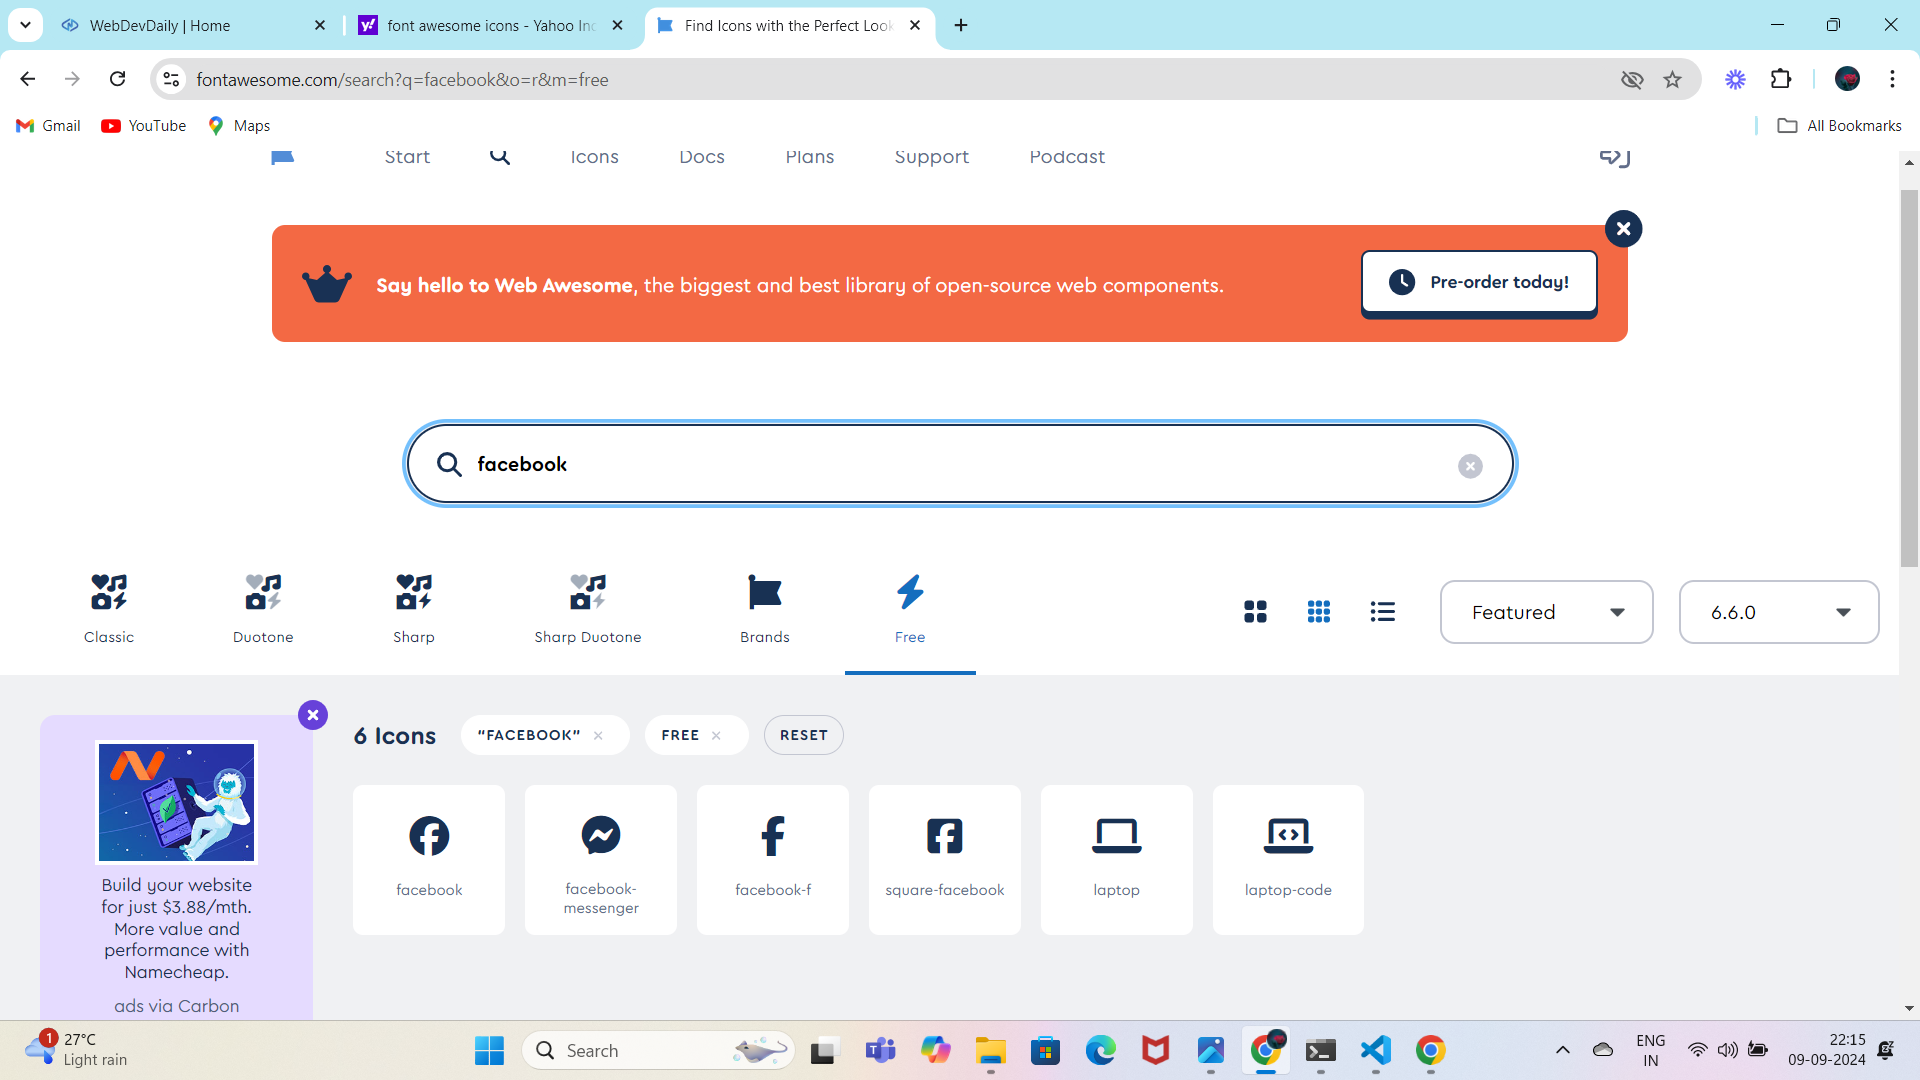 WebDevDaily | Home
font awesome icons - Yahoo Inc
Find Icons with the Perfect Look
fontawesome.com/search?q=facebook&o=r&m=free
Gmail
YouTube
Maps
All Bookmarks
Start
Icons
Docs
Plans
Support
Podcast
Say hello to Web Awesome, the biggest and best library of open-source web components.
Pre-order today!
facebook
Classic
Duotone
Sharp
Sharp Duotone
Brands
Free
Featured
6.6.0
6 Icons
"FACEBOOK"
FREE
RESET
facebook
facebook-
messenger
facebook-f
square-facebook
laptop
laptop-code
Build your website
for just $3.88/mth.
More value and
performance with
Namecheap.
ads via Carbon
1
27°C
Light rain
Search
ENG
IN
22:15
09-09-2024